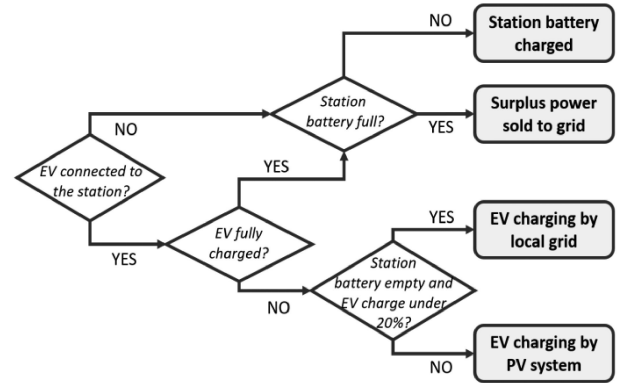 NO
Station battery
charged
Station
battery full?
Surplus power
sold to grid
NO
YES
EV connected to
the station?
YES
YES
EV fully
charged?
YES
EV charging by
local grid
Station
battery empty and
EV charge under
20%?
NO
EV charging by
PV system
NO